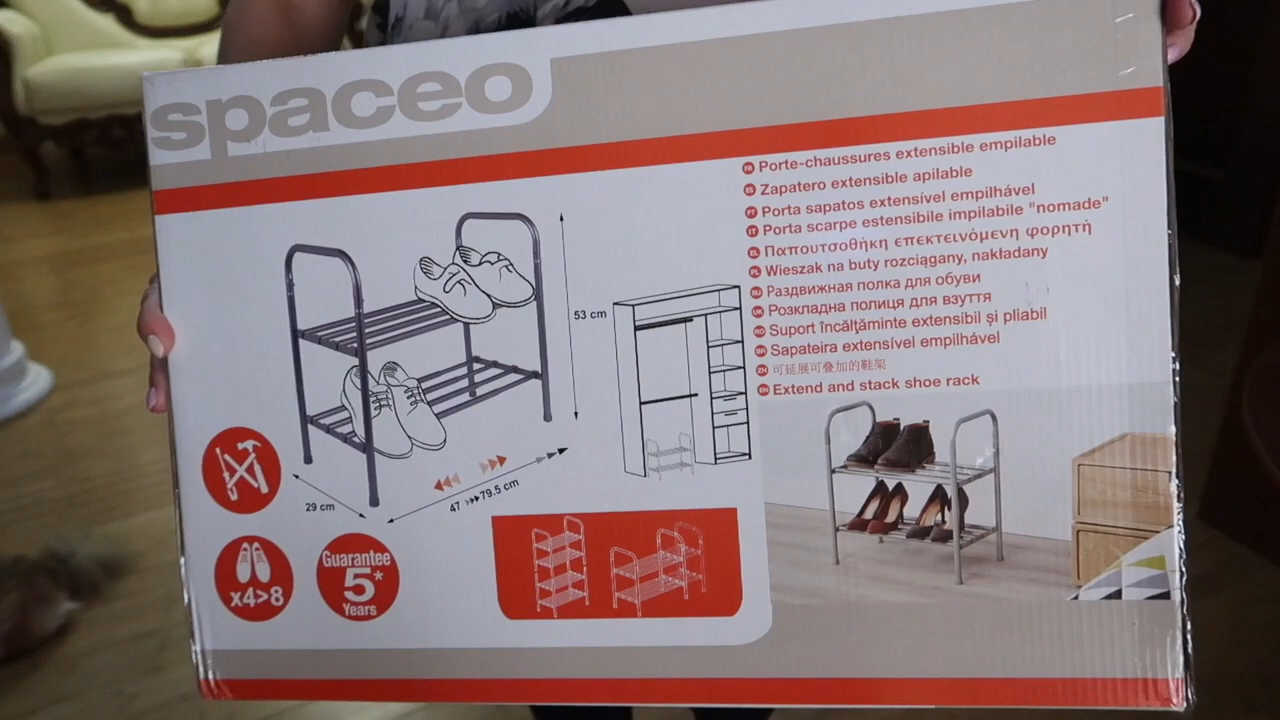 spaceo
FR Porte-chaussures extensible empilable
ES Zapatero extensible apilable
PT Porta sapatos extensível empilhável
IT Porta scarpe estensibile impilabile "nomade"
EL Παπουτσοθήκη επεκτεινόμενη φορητή
PL Wieszak na buty rozciągany, nakładany
RU Раздвижная полка для обуви
UK Розкладна полиця для взуття
RO Suport încălțăminte extensibil și pliabil
BR Sapateira extensível empilhável
ZH 可延展可叠加的鞋架
EN Extend and stack shoe rack
53 cm
29 cm
47 79.5 cm
x4>8
Guarantee
5*
Years